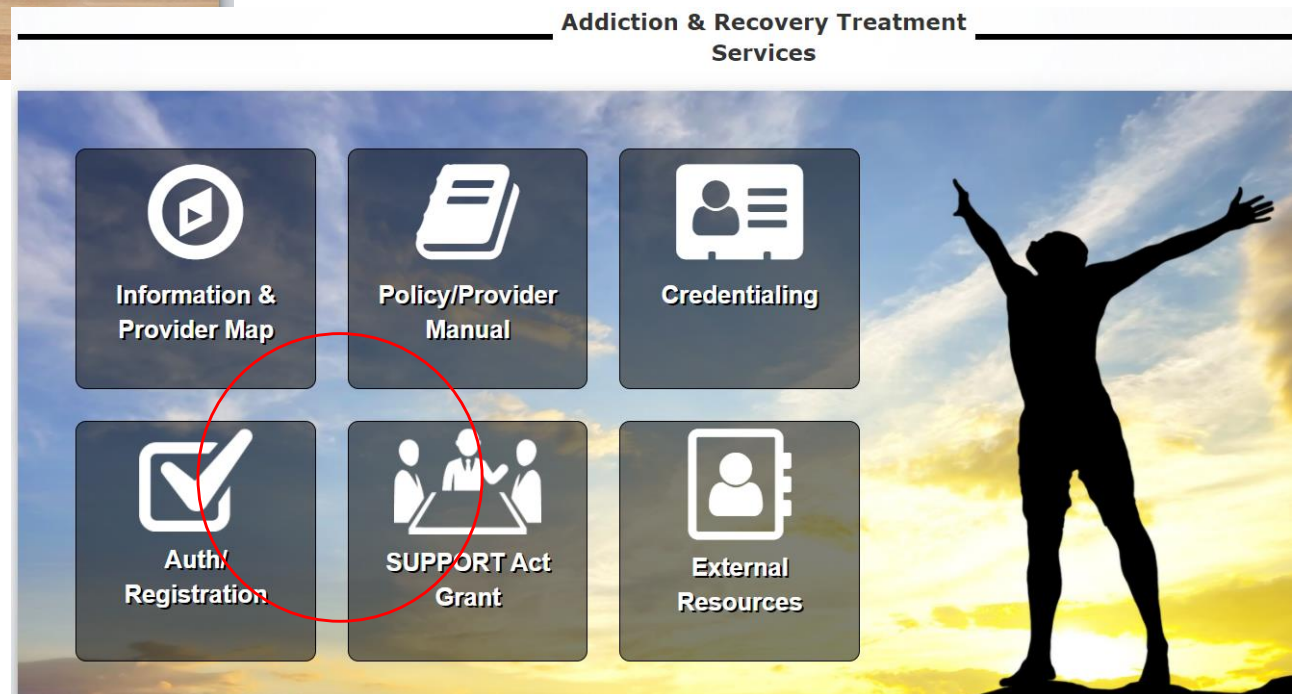 Addiction & Recovery Treatment
Services
Information &
Provider Map
Policy/Provider
Manual
Credentialing
Auth/
Registration
SUPPORT Act
Grant
External
Resources